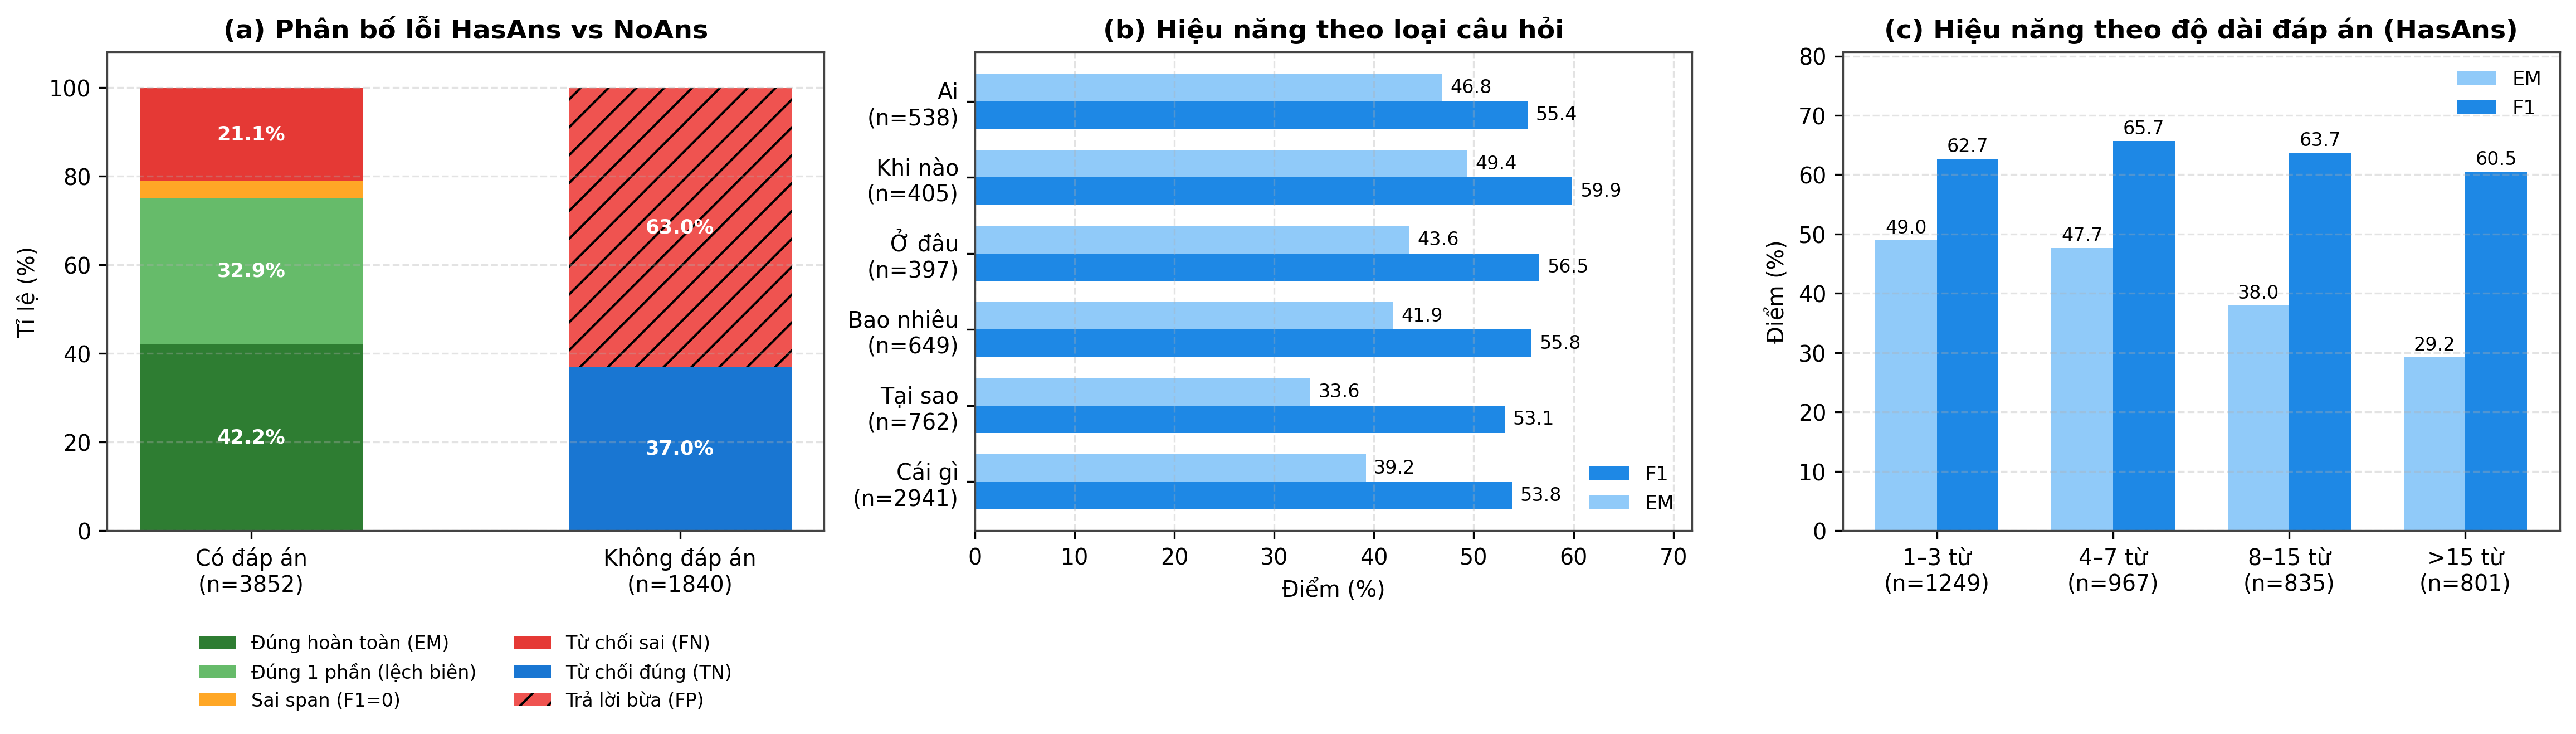 (a) Phân bố lỗi HasAns vs NoAns
Tỉ lệ (%)
100
80
60
40
20
0
21.1%
32.9%
42.2%
63.0%
37.0%
Có đáp án
(n=3852)
Không đáp án
(n=1840)
Đúng hoàn toàn (EM)
Đúng 1 phần (lệch biên)
Sai span (F1=0)
Từ chối sai (FN)
Từ chối đúng (TN)
Trả lời bừa (FP)
(b) Hiệu năng theo loại câu hỏi
Ai
(n=538)
46.8
55.4
Khi nào
(n=405)
49.4
59.9
Ở đâu
(n=397)
43.6
56.5
Bao nhiêu
(n=649)
41.9
55.8
Tại sao
(n=762)
33.6
53.1
Cái gì
(n=2941)
39.2
53.8
F1
EM
0 10 20 30 40 50 60 70
Điểm (%)
(c) Hiệu năng theo độ dài đáp án (HasAns)
Điểm (%)
80
70
60
50
40
30
20
10
0
EM
F1
49.0
62.7
47.7
65.7
38.0
63.7
29.2
60.5
1–3 từ
(n=1249)
4–7 từ
(n=967)
8–15 từ
(n=835)
>15 từ
(n=801)